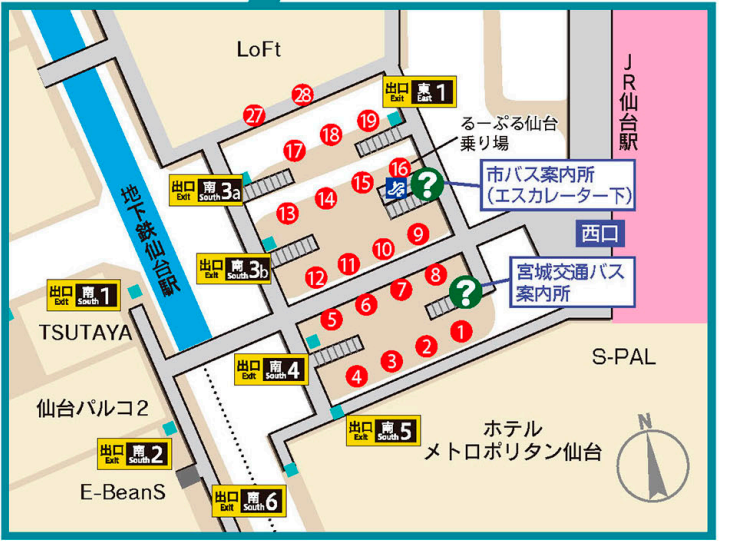 LoFt
28
27
出口 Exit 東 East 1
JR仙台駅
19
18
17
るーぷる仙台
乗り場
16
15
14
13
市バス案内所
(エスカレーター下)
出口 Exit 南 South 3a
地下鉄仙台駅
西口
9
10
11
12
出口 Exit 南 South 3b
宮城交通バス
案内所
8
7
6
5
出口 Exit 南 South 1
TSUTAYA
1
2
3
4
S-PAL
出口 Exit 南 South 4
仙台パルコ2
出口 Exit 南 South 5
ホテル
メトロポリタン仙台
N
出口 Exit 南 South 2
E-BeanS
出口 Exit 南 South 6